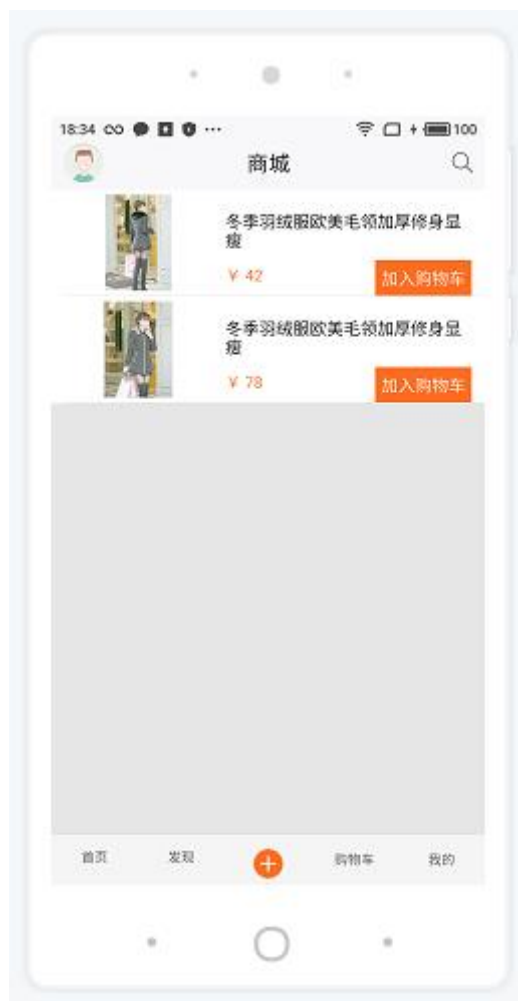 18:34 ··· 100
商城
冬季羽绒服欧美毛领加厚修身显
瘦
￥ 42
加入购物车
冬季羽绒服欧美毛领加厚修身显
瘦
￥ 78
加入购物车
首页 发现 购物车 我的